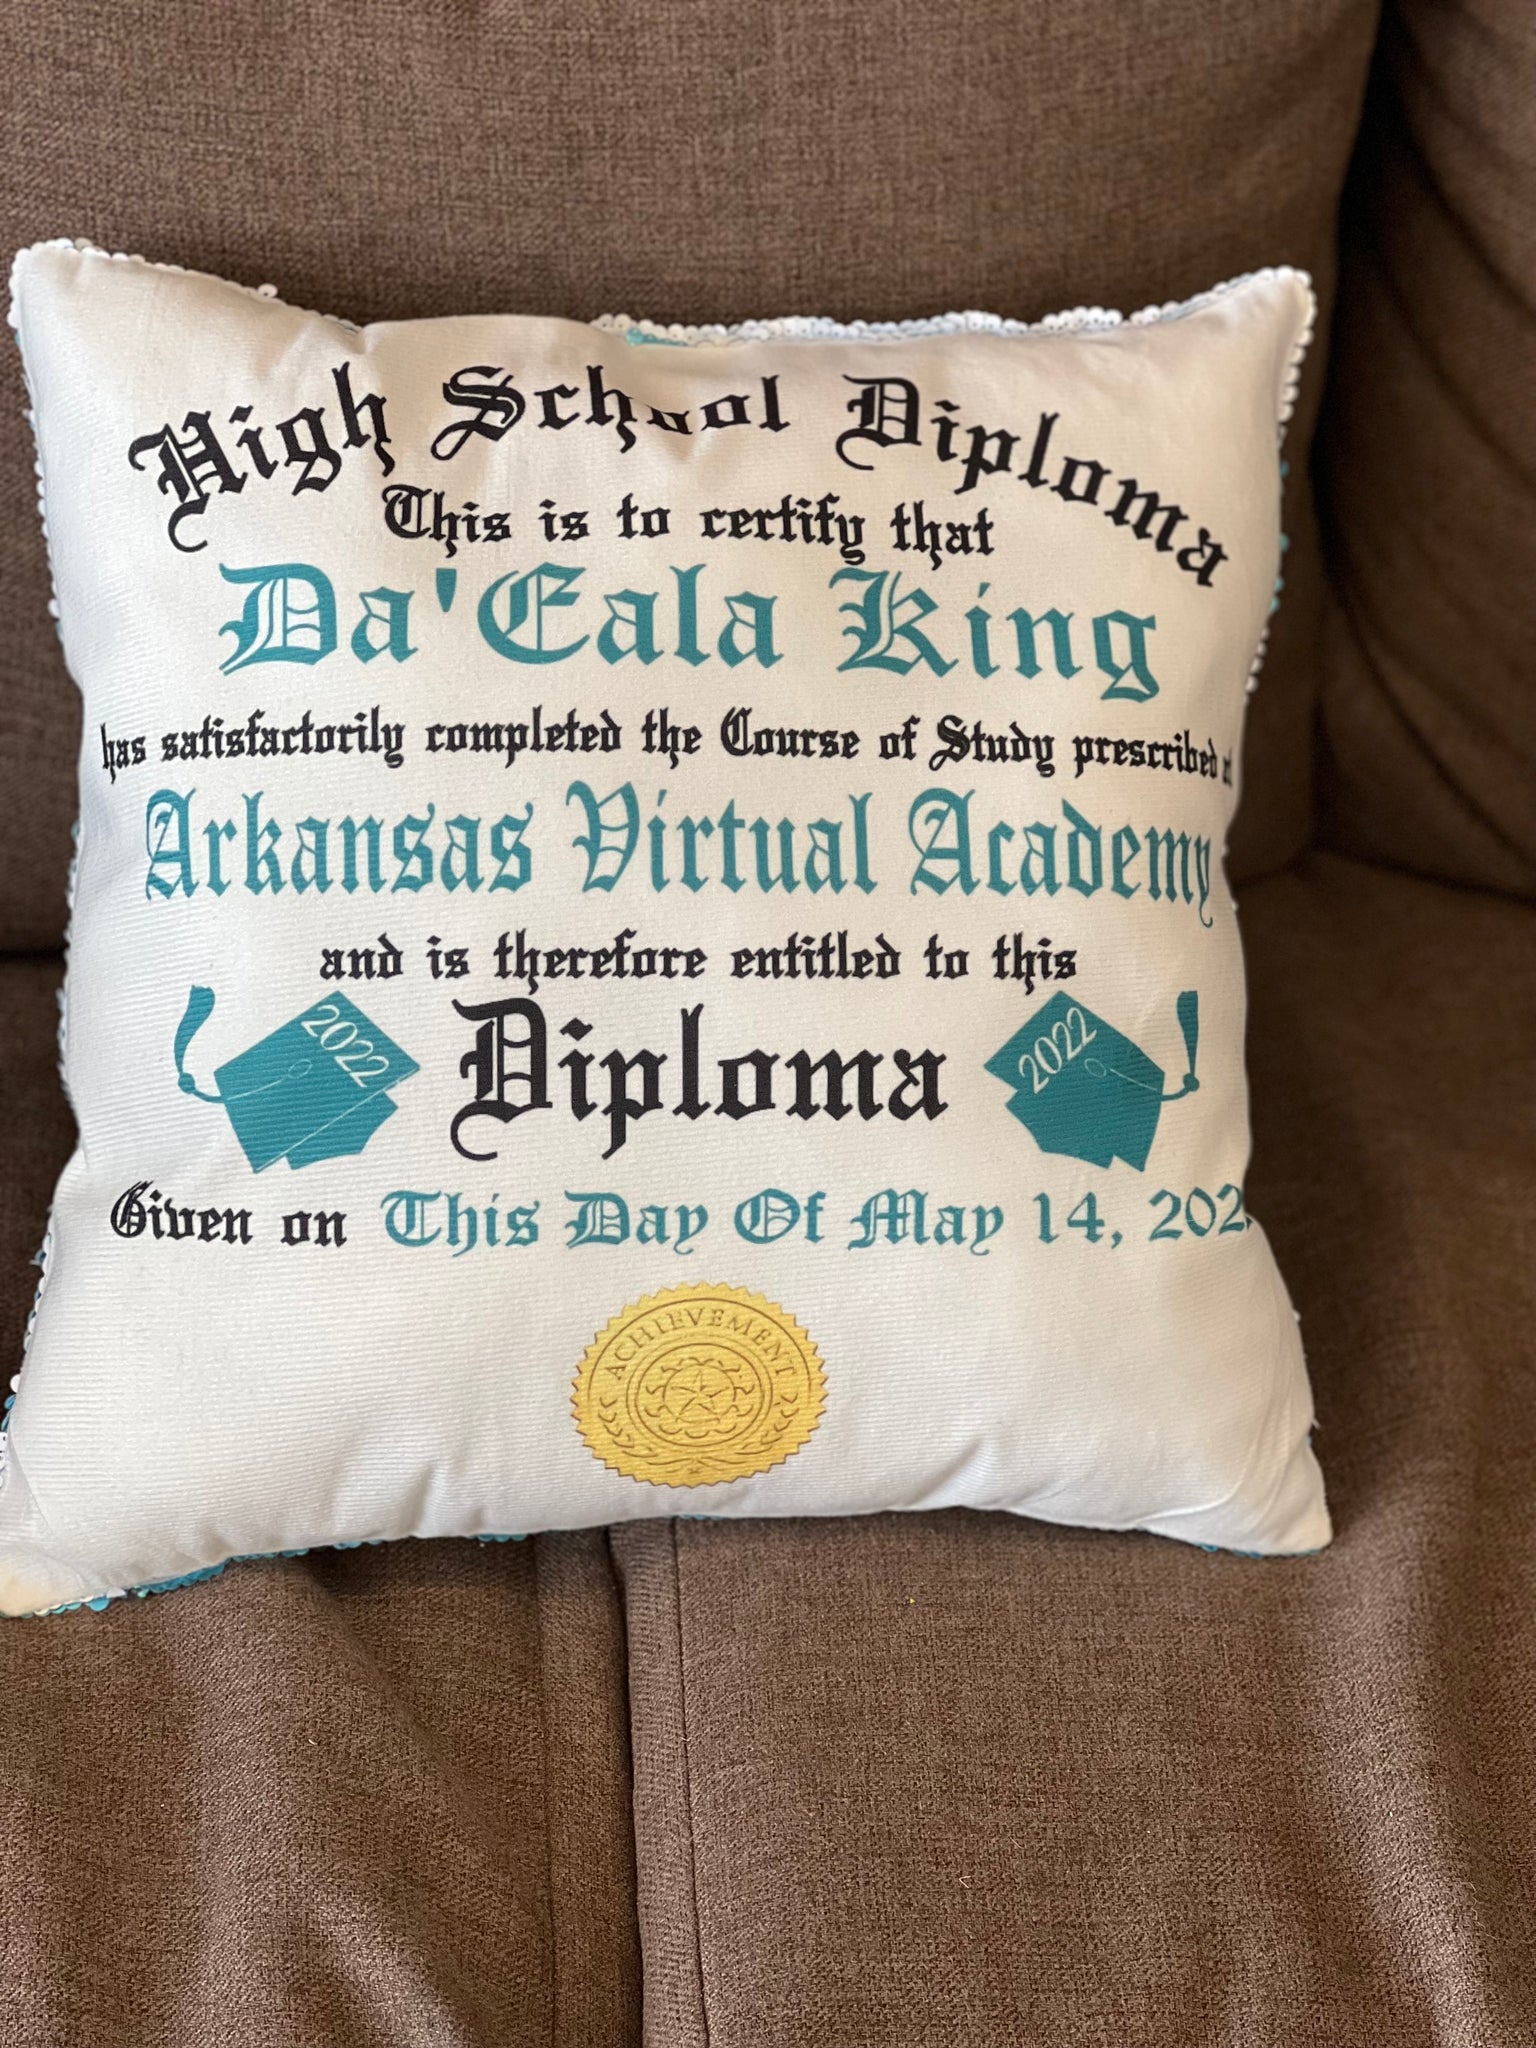 High School Diploma
This is to certify that
Da'Eala King
has satisfactorily completed the Course of Study prescribed at
Arkansas Virtual Academy
and is therefore entitled to this
2022
Diploma
2022
Given on This Day Of May 14, 202
ACHIEVEMENT